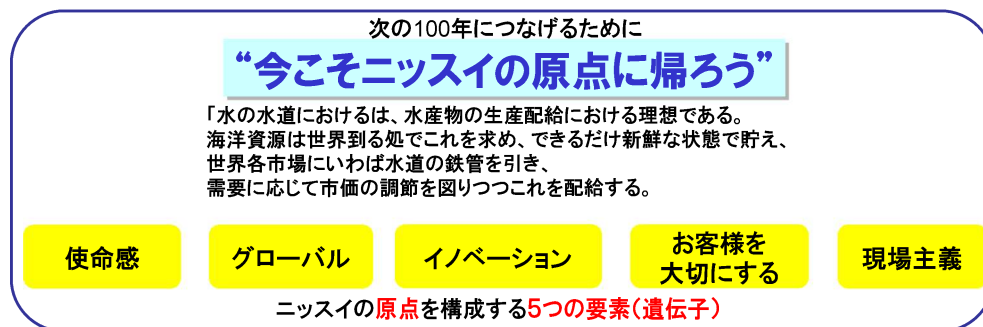 次の100年につなげるために
“今こそニッスイの原点に帰ろう”
「水の水道におけるは、水産物の生産配給における理想である。
海洋資源は世界到る処でこれを求め、できるだけ新鮮な状態で貯え、
世界各市場にいわば水道の鉄管を引き、
需要に応じて市価の調節を図りつつこれを配給する。
使命感
グローバル
イノベーション
お客様を
大切にする
現場主義
ニッスイの原点を構成する5つの要素（遺伝子）